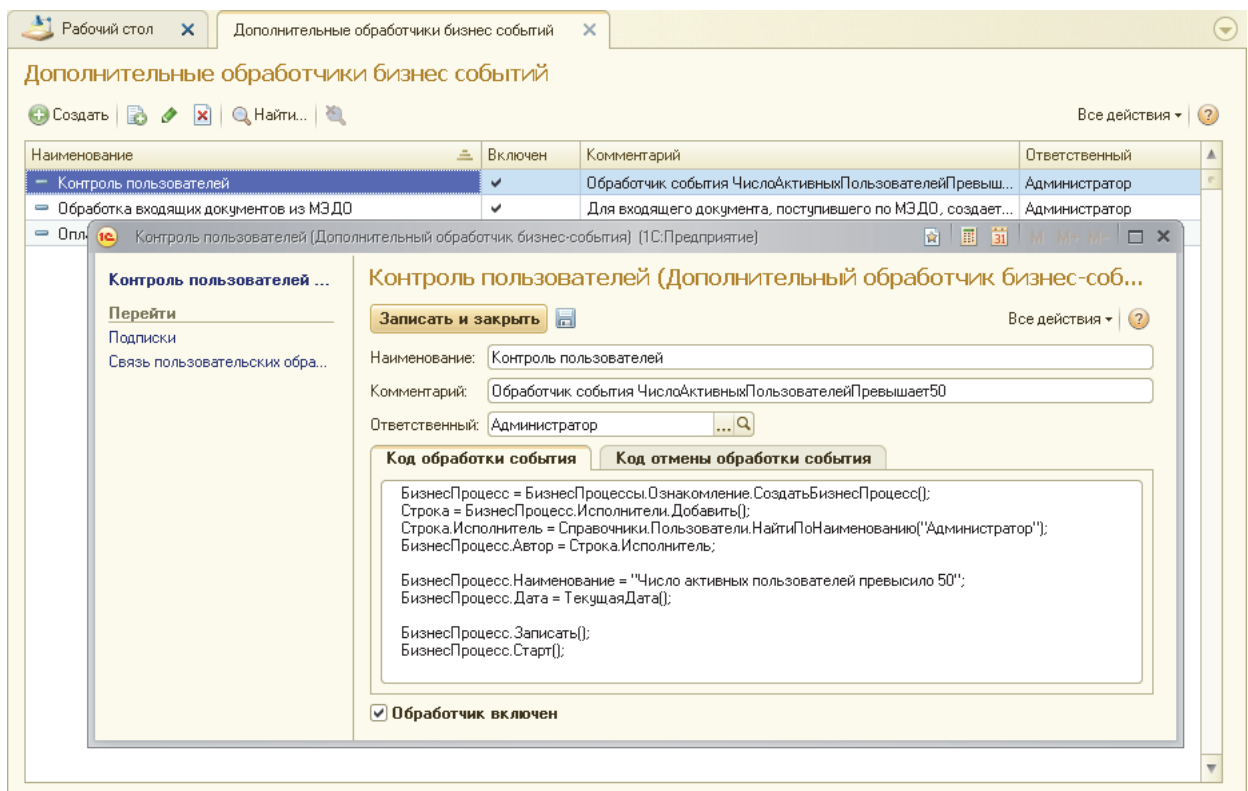 Рабочий стол
Дополнительные обработчики бизнес событий
Дополнительные обработчики бизнес событий
Создать Найти... Все действия
Наименование Включен Комментарий Ответственный
Контроль пользователей Обработчик события ЧислоАктивныхПользователейПревыш... Администратор
Обработка входящих документов из МЭДО Для входящего документа, поступившего по МЭДО, создает... Администратор
Контроль пользователей (Дополнительный обработчик бизнес-события) (1С:Предприятие) 31 M M+ M-
Контроль пользователей ...
Перейти
Подписки
Связь пользовательских обра...
Контроль пользователей (Дополнительный обработчик бизнес-соб...
Записать и закрыть Все действия
Наименование: Контроль пользователей
Комментарий: Обработчик события ЧислоАктивныхПользователейПревышает50
Ответственный: Администратор ...
Код обработки события Код отмены обработки события
БизнесПроцесс = БизнесПроцессы.Ознакомление.СоздатьБизнесПроцесс();
Строка = БизнесПроцесс.Исполнители.Добавить();
Строка.Исполнитель = Справочники.Пользователи.НайтиПоНаименованию("Администратор");
БизнесПроцесс.Автор = Строка.Исполнитель;
БизнесПроцесс.Наименование = "Число активных пользователей превысило 50";
БизнесПроцесс.Дата = ТекущаяДата();
БизнесПроцесс.Записать();
БизнесПроцесс.Старт();
Обработчик включен